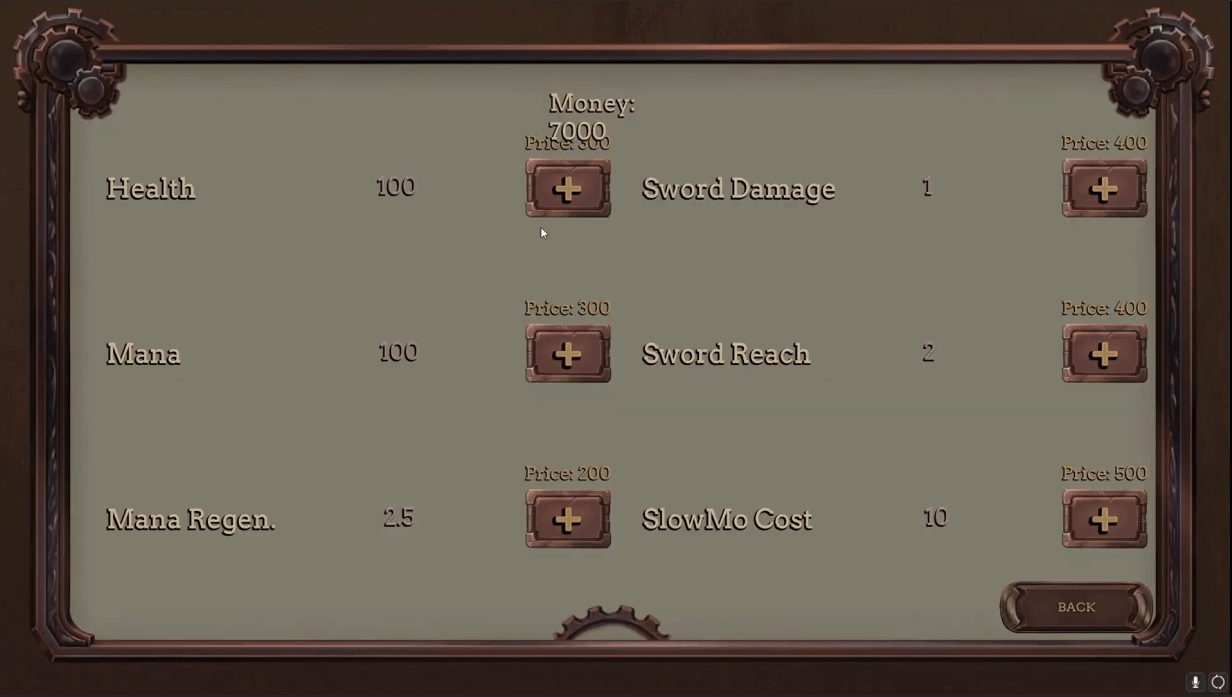 Money:
7000
Price: 300
Price: 400
Health 100 Sword Damage 1
Price: 300
Price: 400
Mana 100 Sword Reach 2
Price: 200
Price: 500
Mana Regen. 2.5 SlowMo Cost 10
BACK